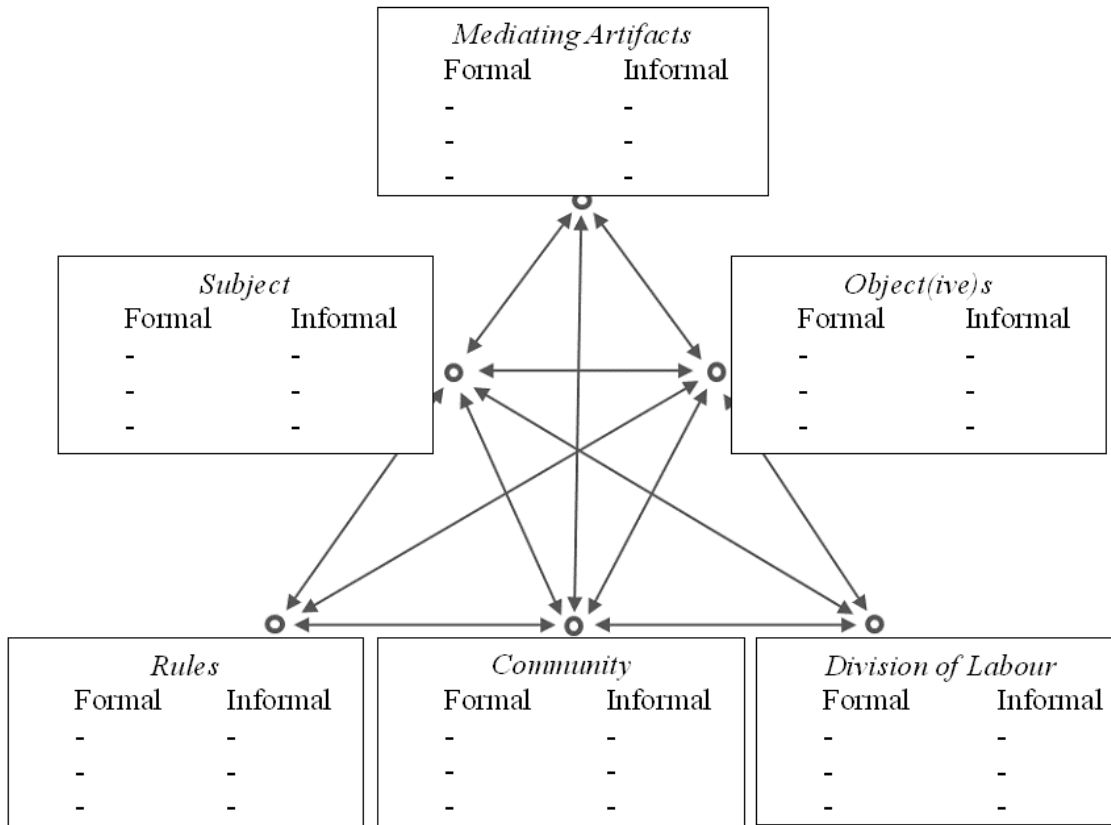 Mediating Artifacts
Formal Informal
- -
- -
- -
Subject
Formal Informal
- -
- -
- -
Object(ive)s
Formal Informal
- -
- -
- -
Rules
Formal Informal
- -
- -
- -
Community
Formal Informal
- -
- -
- -
Division of Labour
Formal Informal
- -
- -
- -